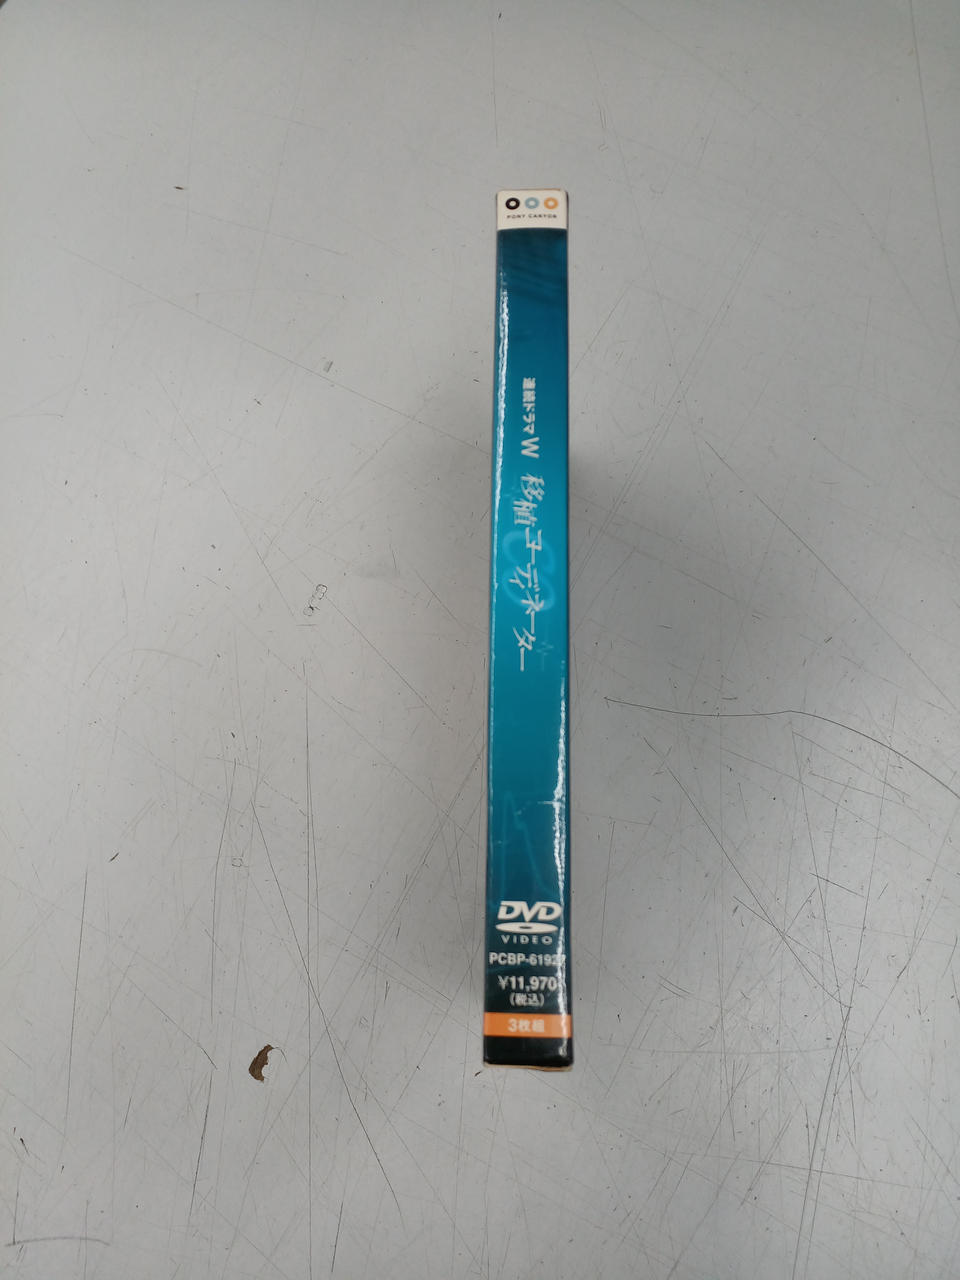 PONY CANYON
連続ドラマW 移植コーディネーター
DVD
VIDEO
PCBP-61927
¥11,970
(税込)
3枚組